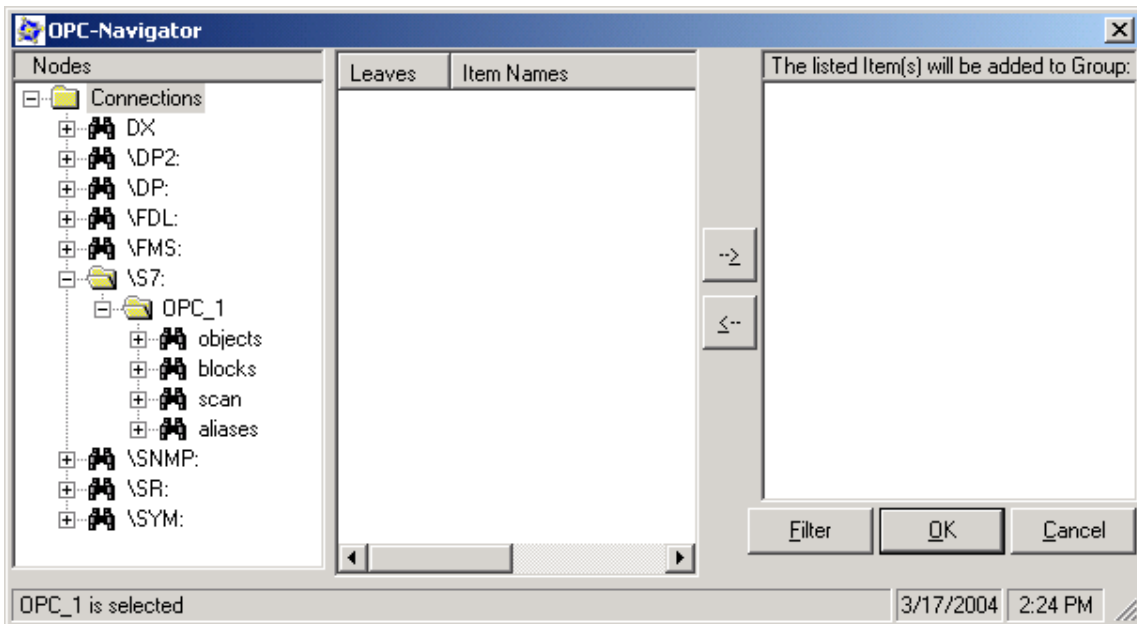 OPC-Navigator
Nodes
Connections
DX
\DP2:
\DP:
\FDL:
\FMS:
\S7:
OPC_1
objects
blocks
scan
aliases
\SNMP:
\SR:
\SYM:
Leaves Item Names
-->
<--
The listed Item(s) will be added to Group:
Filter OK Cancel
OPC_1 is selected 3/17/2004 2:24 PM